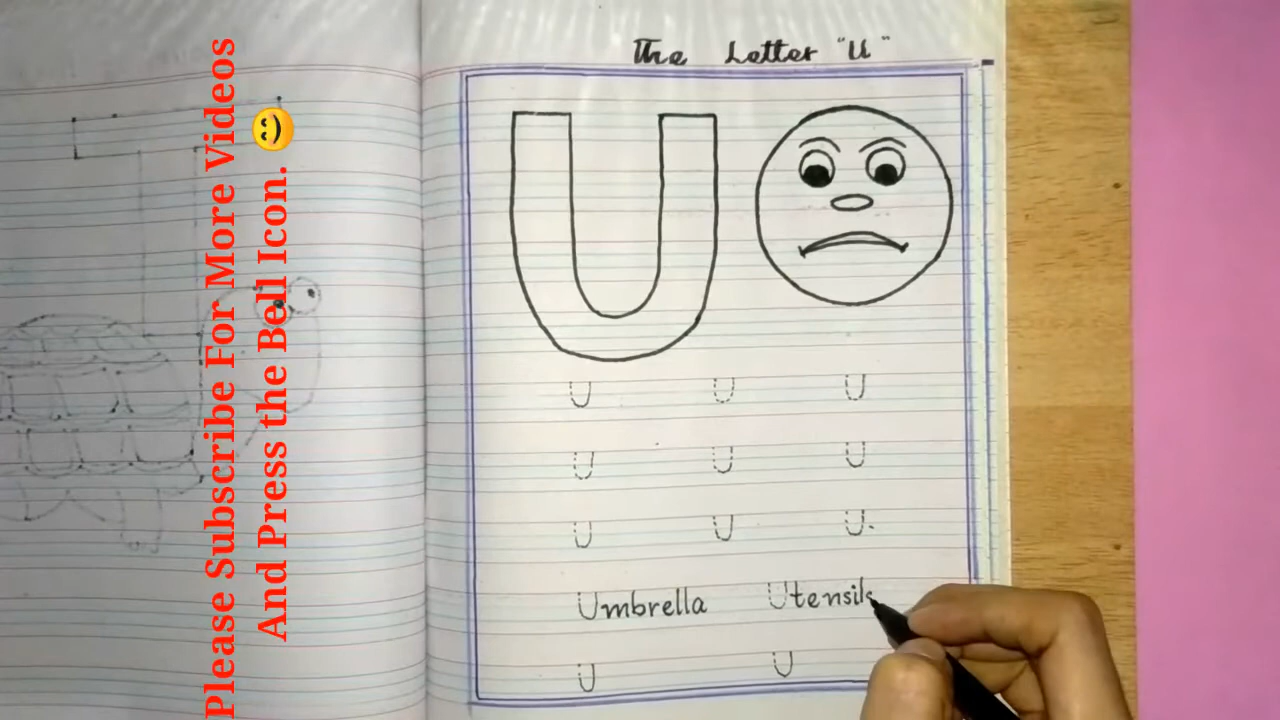 The Letter "U"
U
U U U
U U U
U U U
Umbrella Utensils
U U
Please Subscribe For More Videos
And Press the Bell Icon. 😊